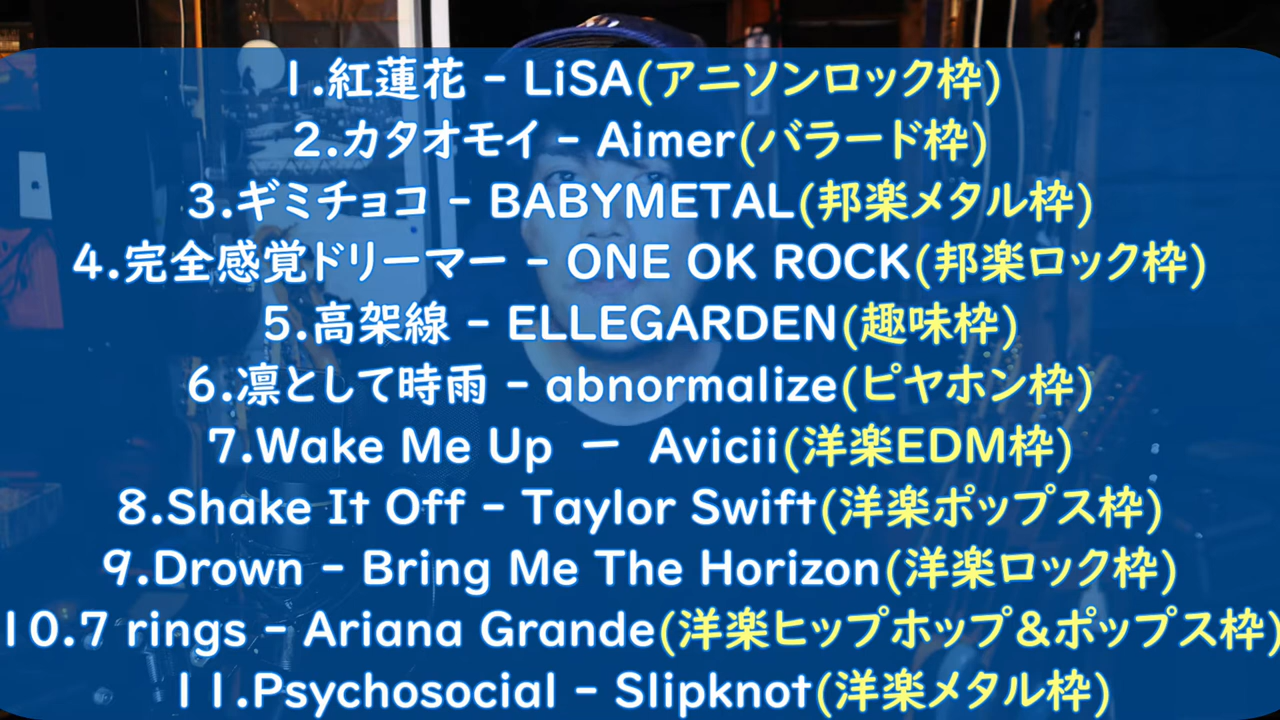 1.紅蓮花 – LiSA(アニソンロック枠)
2.カタオモイ – Aimer(バラード枠)
3.ギミチョコ – BABYMETAL(邦楽メタル枠)
4.完全感覚ドリーマー – ONE OK ROCK(邦楽ロック枠)
5.高架線 – ELLEGARDEN(趣味枠)
6.凛として時雨 – abnormalize(ピヤホン枠)
7.Wake Me Up ー Avicii(洋楽EDM枠)
8.Shake It Off – Taylor Swift(洋楽ポップス枠)
9.Drown – Bring Me The Horizon(洋楽ロック枠)
10.7 rings – Ariana Grande(洋楽ヒップホップ&ポップス枠)
11.Psychosocial – Slipknot(洋楽メタル枠)